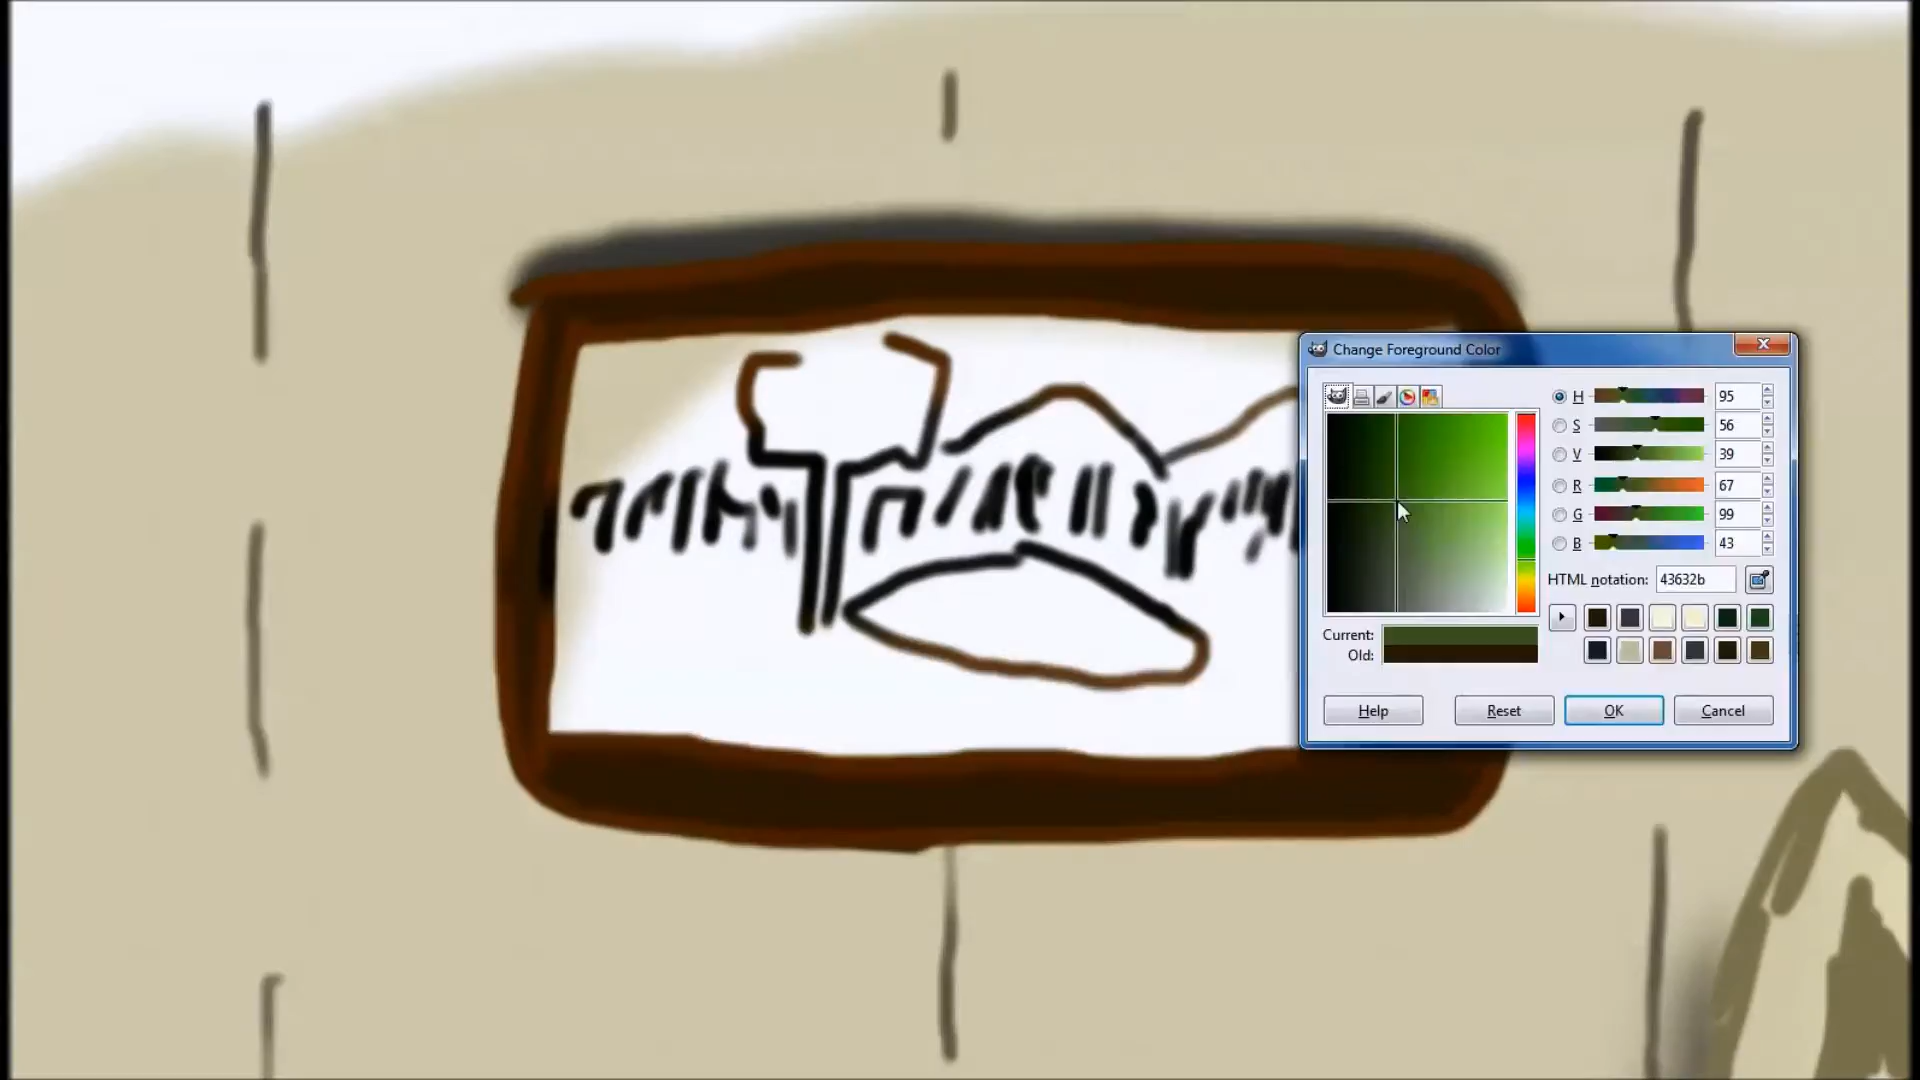 Change Foreground Color
H 95
S 56
V 39
R 67
G 99
B 43
HTML notation: 43632b
Current:
Old:
Help Reset OK Cancel